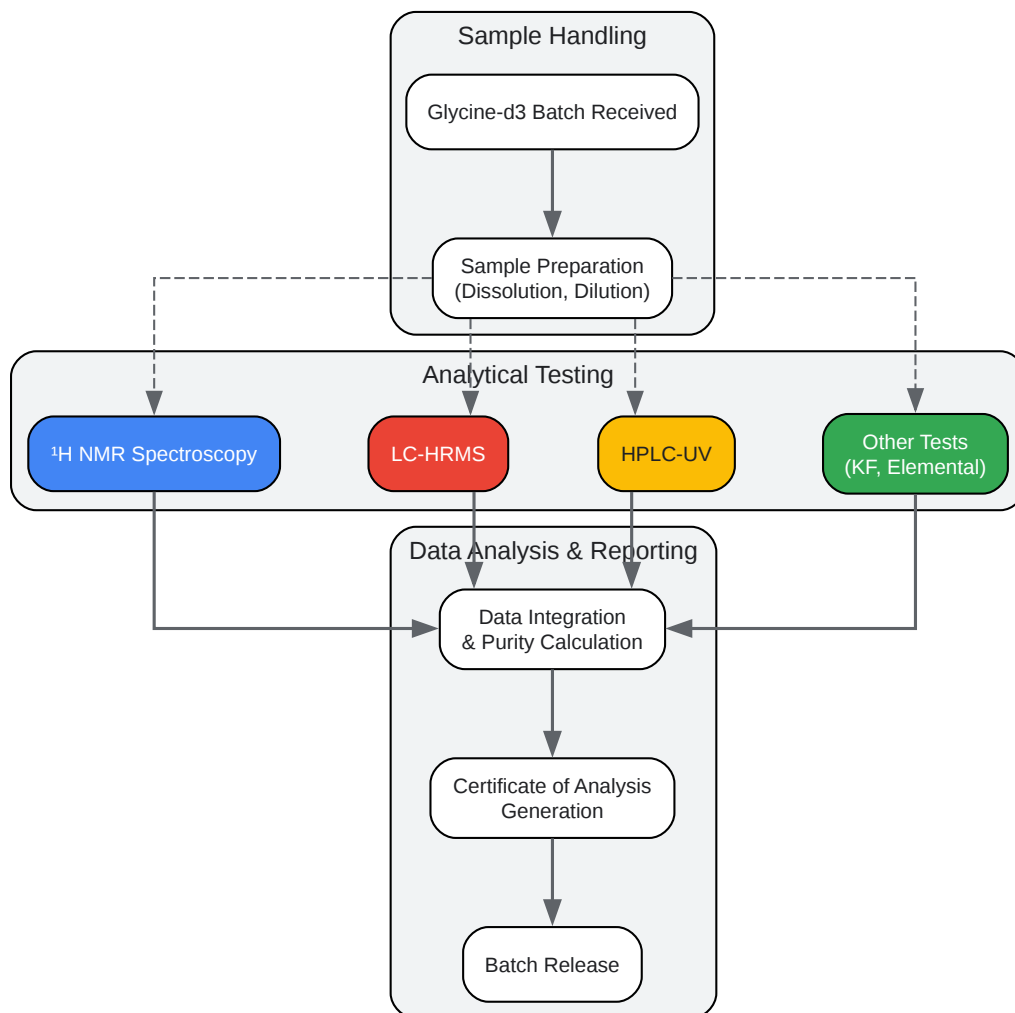 Sample Handling
Glycine-d3 Batch Received
Sample Preparation
(Dissolution, Dilution)
Analytical Testing
¹H NMR Spectroscopy
LC-HRMS
HPLC-UV
Other Tests
(KF, Elemental)
Data Analysis & Reporting
Data Integration
& Purity Calculation
Certificate of Analysis
Generation
Batch Release